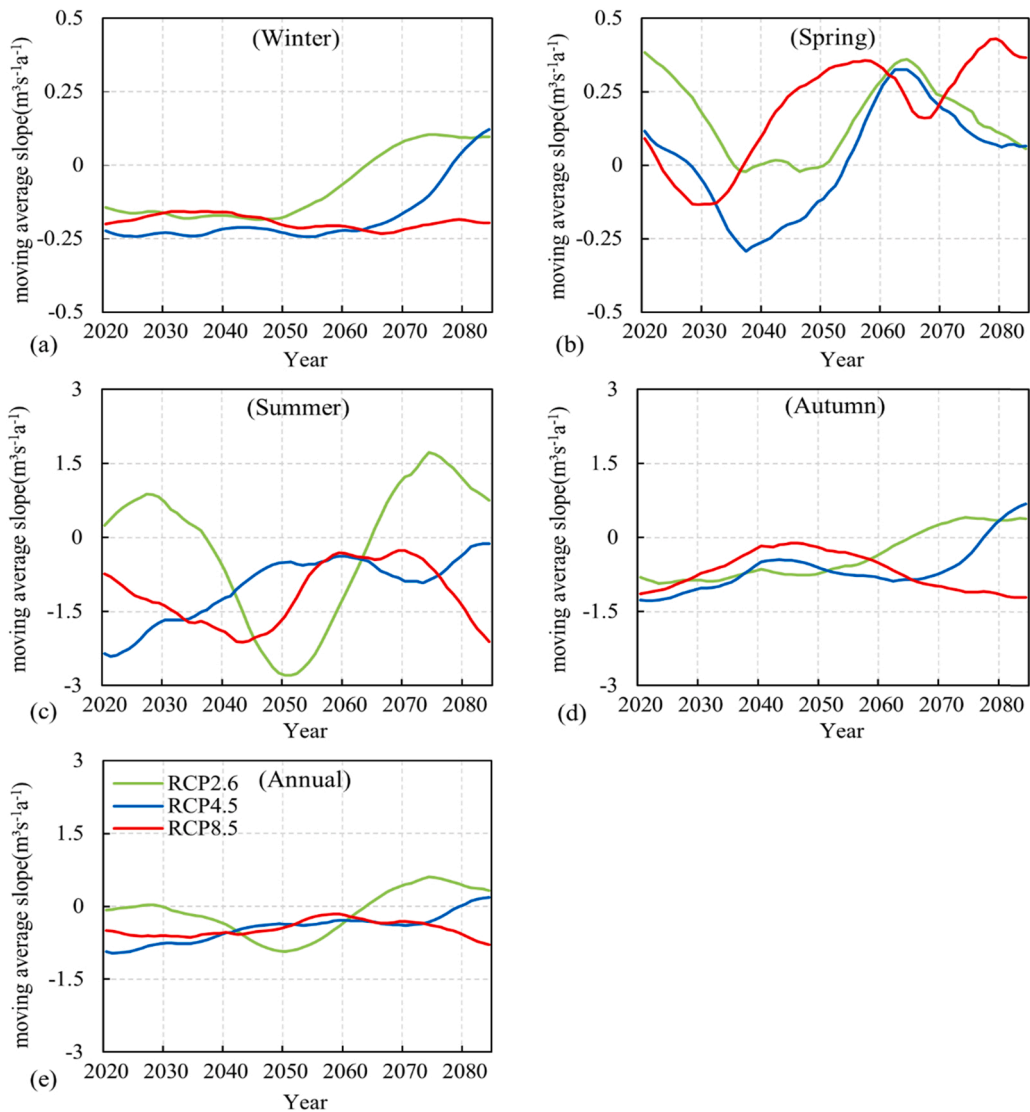 (Winter)
moving average slope(m³s⁻¹a⁻¹)
0.5
0.25
0
-0.25
-0.5
2020 2030 2040 2050 2060 2070 2080
Year
(a)
(Spring)
moving average slope(m³s⁻¹a⁻¹)
0.5
0.25
0
-0.25
-0.5
2020 2030 2040 2050 2060 2070 2080
Year
(b)
(Summer)
moving average slope(m³s⁻¹a⁻¹)
3
1.5
0
-1.5
-3
2020 2030 2040 2050 2060 2070 2080
Year
(c)
(Autumn)
moving average slope(m³s⁻¹a⁻¹)
3
1.5
0
-1.5
-3
2020 2030 2040 2050 2060 2070 2080
Year
(d)
(Annual)
RCP2.6
RCP4.5
RCP8.5
moving average slope(m³s⁻¹a⁻¹)
3
1.5
0
-1.5
-3
2020 2030 2040 2050 2060 2070 2080
Year
(e)